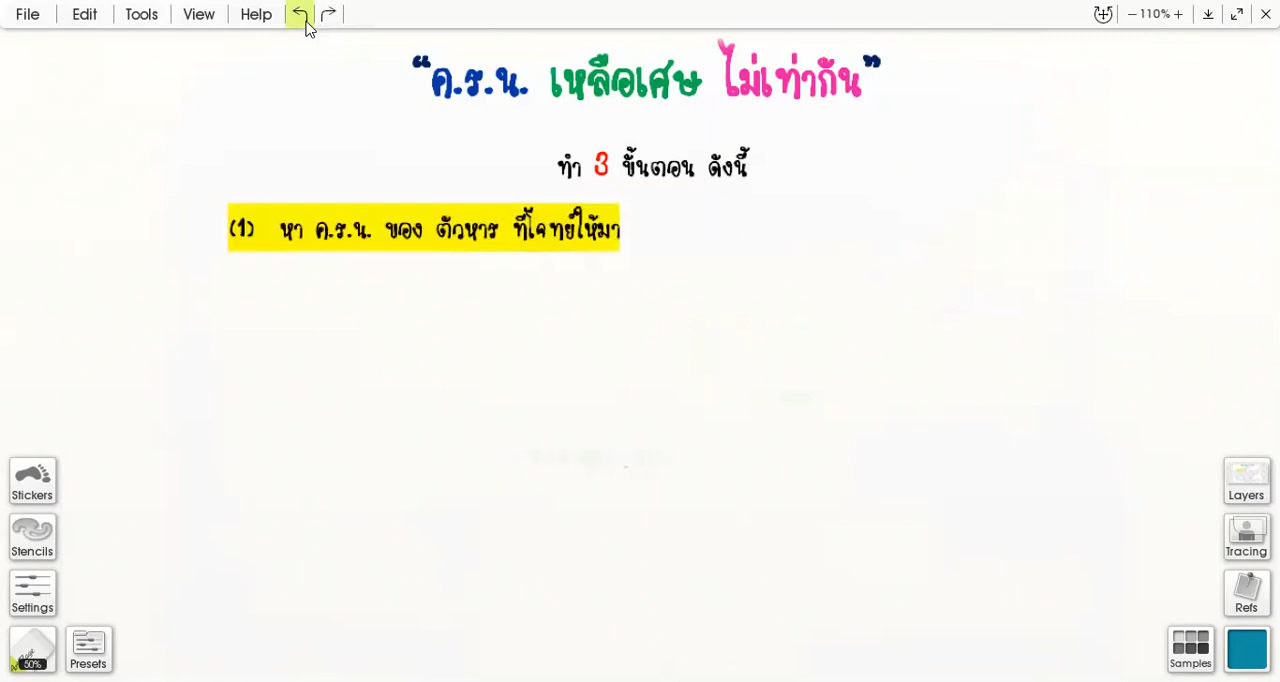 File Edit Tools View Help −110%+
“ค.ร.น. เหลือเศษ ไม่เท่ากัน”
ทำ 3 ขั้นตอน ดังนี้
(1) หา ค.ร.น. ของ ตัวหาร ที่โจทย์ให้มา
Stickers
Layers
Stencils
Tracing
Settings
Refs
50%
Presets
Samples